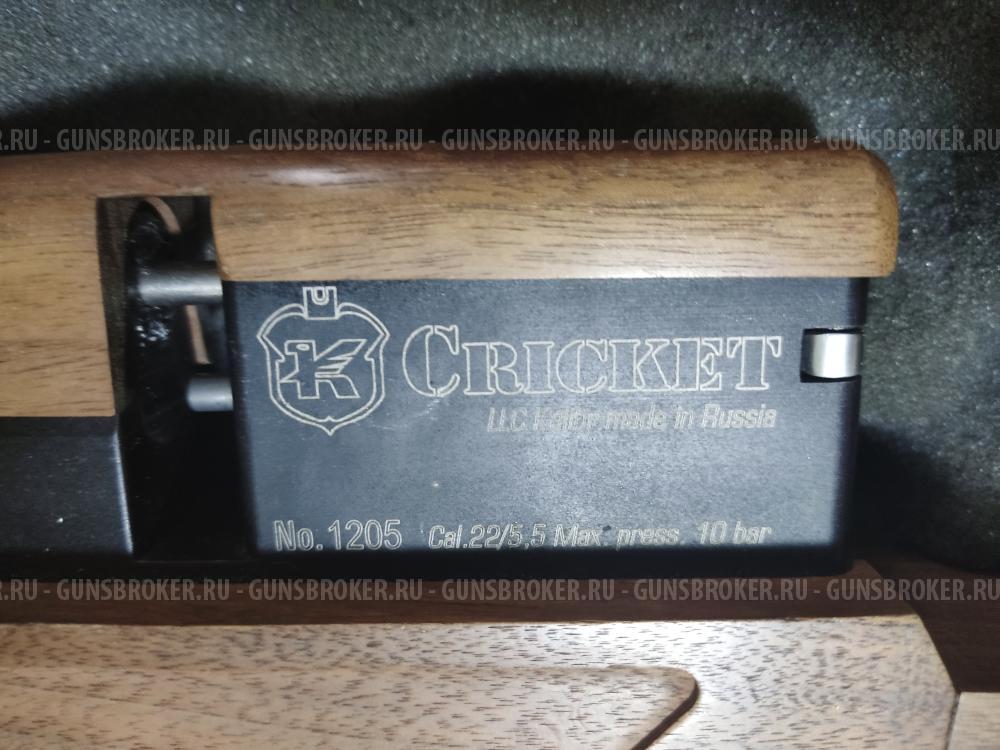 .RU - GUNSBROKER.RU - GUNSBROKER.RU - GUNSBROKER.RU - GUNSBROKER.RU - GUNSBROKER.RU
K CRICKET
LLC Kalibr made in Russia
No. 1205 Cal.22/5,5 Max. press. 10 bar
.RU - GUNSBROKER.RU - GUNSBROKER.RU - GUNSBROKER.RU - GUNSBROKER.RU - GUNSBROKER.RU